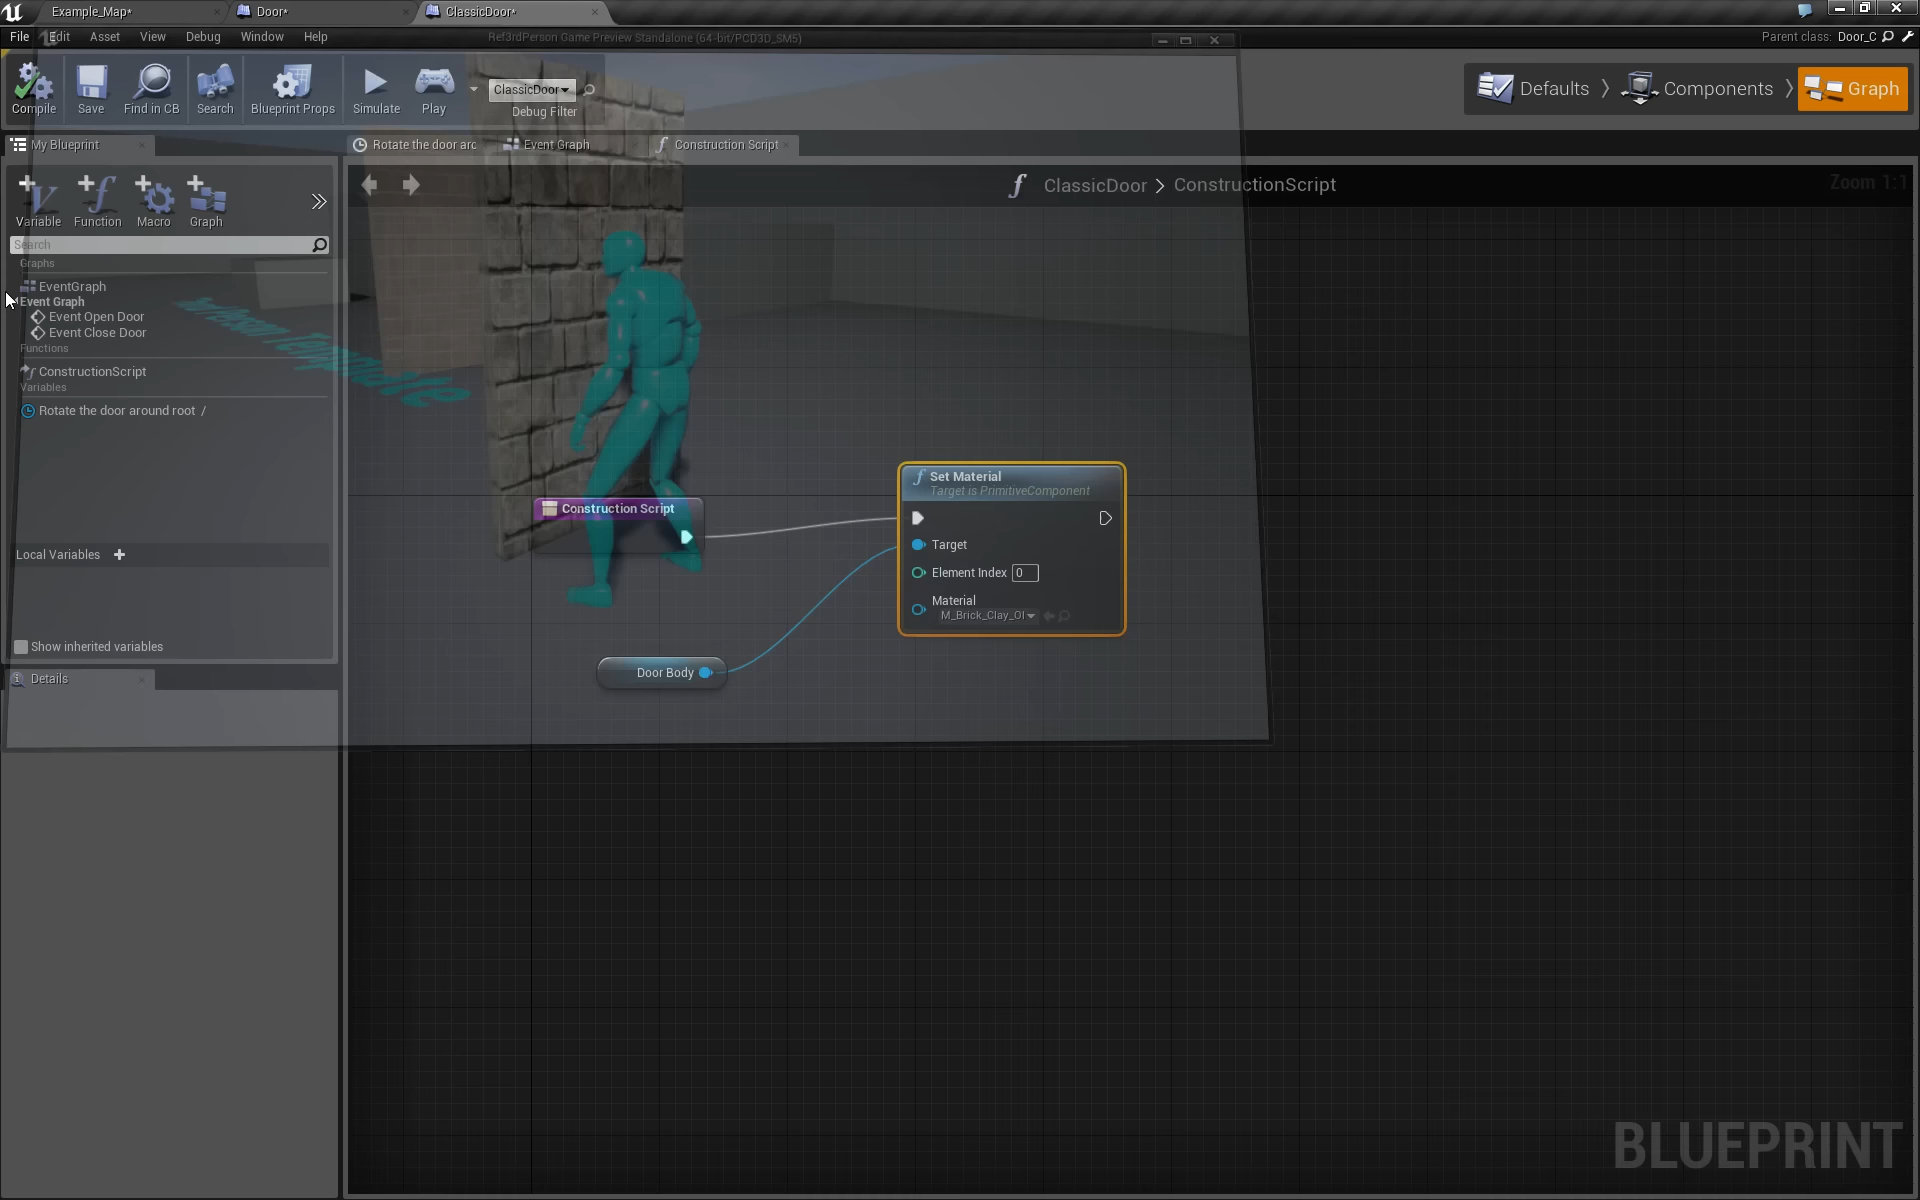 Example_Map*
Door*
ClassicDoor*
File
Edit
Asset
View
Debug
Window
Help
Ref3rdPerson Game Preview Standalone (64-bit/PCD3D_SM5)
Parent class: Door_C
Compile
Save
Find in CB
Search
Blueprint Props
Simulate
Play
ClassicDoor
Debug Filter
Defaults
Components
Graph
My Blueprint
Rotate the door arc
Event Graph
Construction Script
Variable
Function
Macro
Graph
ClassicDoor > ConstructionScript
Zoom 1:1
Search
Graphs
EventGraph
Event Graph
Event Open Door
Event Close Door
Functions
ConstructionScript
Variables
Rotate the door around root /
Local Variables +
Show inherited variables
Details
Construction Script
Door Body
Set Material
Target is PrimitiveComponent
Target
Element Index 0
Material
M_Brick_Clay_Ol
BLUEPRINT